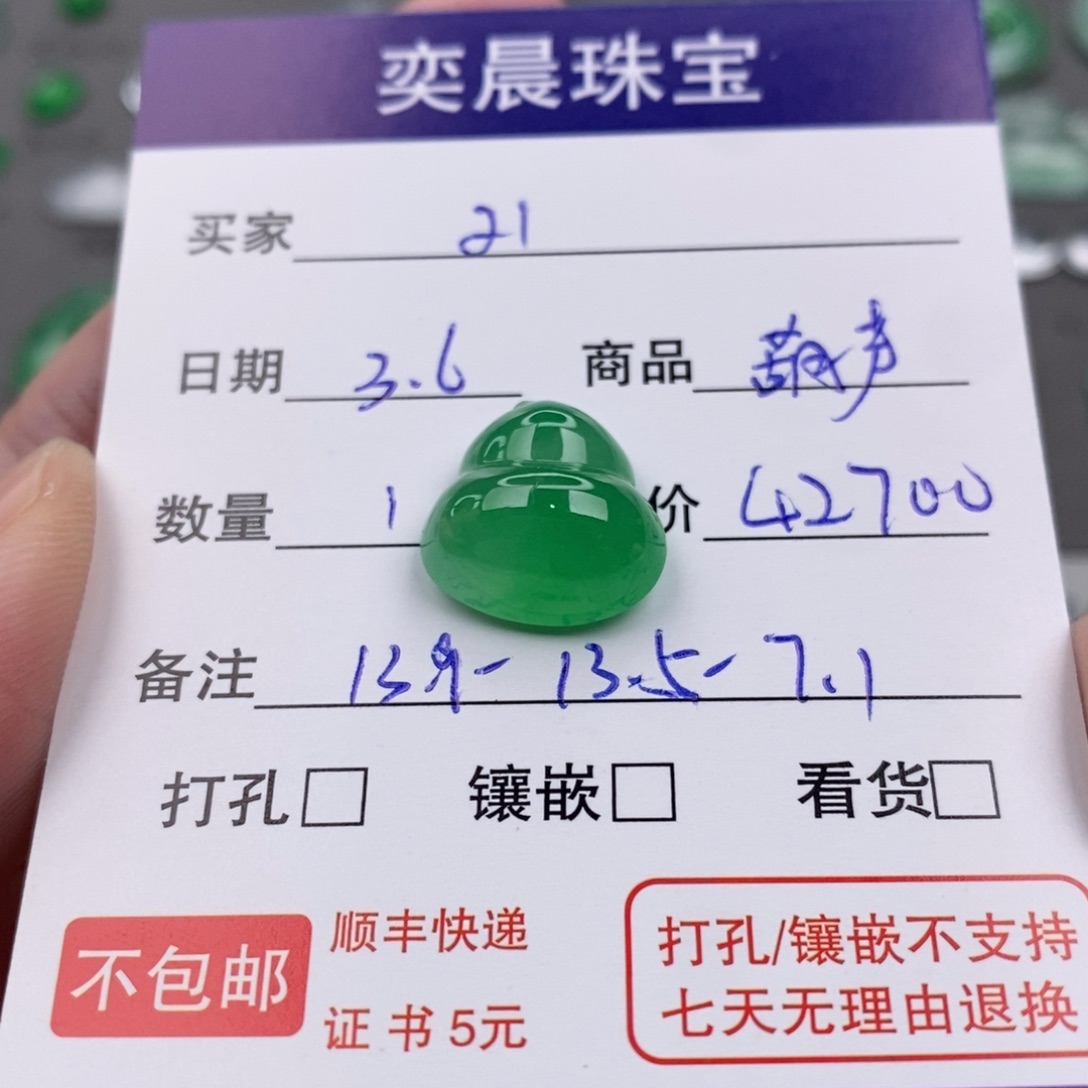 奕晨珠宝
买家 21
日期 3.6 商品 葫芦
数量 1 价 42700
备注 13.9-13.5-7.1
打孔□ 镶嵌□ 看货□
不包邮 顺丰快递
证书5元
打孔/镶嵌不支持
七天无理由退换